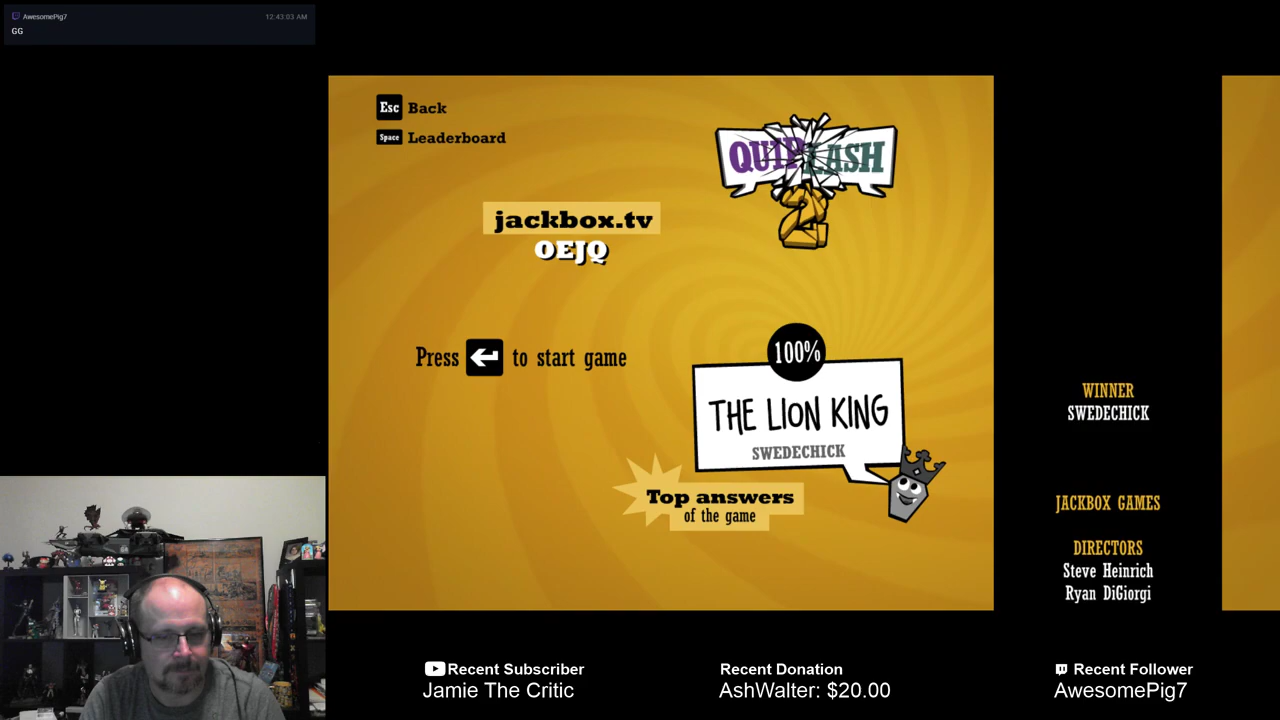 AwesomePig7
12:43:03 AM
GG
Esc Back
Space Leaderboard
QUIPLASH
2
jackbox.tv
OEJQ
Press to start game
100%
THE LION KING
SWEDECHICK
Top answers
of the game
WINNER
SWEDECHICK
JACKBOX GAMES
DIRECTORS
Steve Heinrich
Ryan DiGiorgi
Recent Subscriber
Jamie The Critic
Recent Donation
AshWalter: $20.00
Recent Follower
AwesomePig7